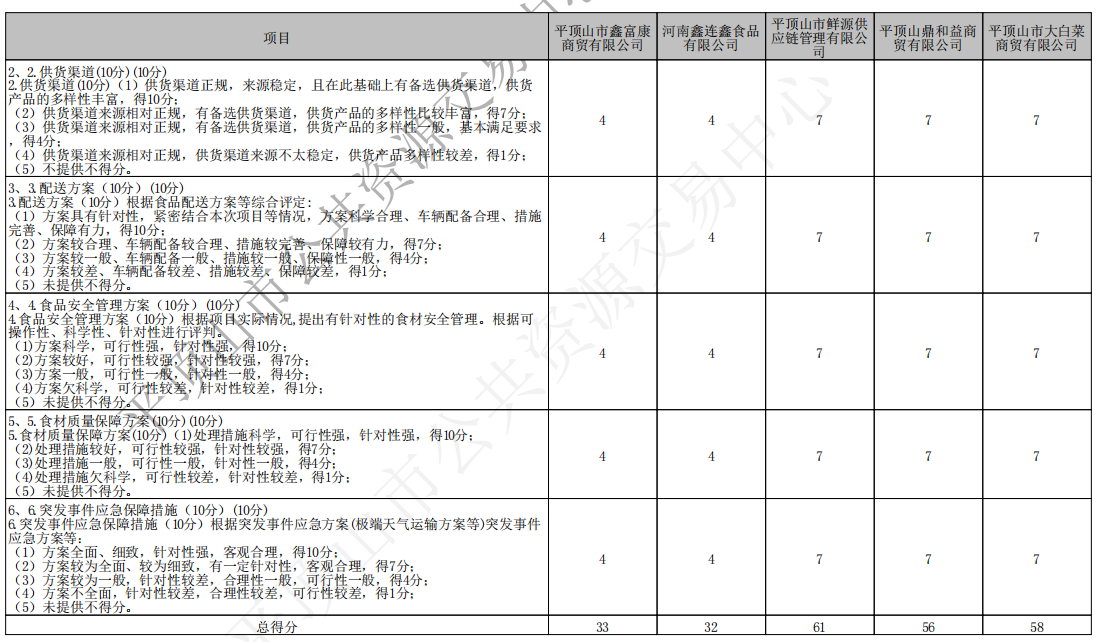 项目
平顶山市鑫富康
商贸有限公司
河南鑫连鑫食品
有限公司
平顶山市鲜源供
应链管理有限公
司
平顶山鼎和益商
贸有限公司
平顶山市大白菜
商贸有限公司
2、2.供货渠道(10分)(10分)
2.供货渠道(10分)（1）供货渠道正规，来源稳定，且在此基础上有备选供货渠道，供货
产品的多样性丰富，得10分；
（2）供货渠道来源相对正规，有备选供货渠道，供货产品的多样性比较丰富，得7分；
（3）供货渠道来源相对正规，有备选供货渠道，供货产品的多样性一般，基本满足要求
，得4分；
（4）供货渠道来源相对正规，供货渠道来源不太稳定，供货产品多样性较差，得1分；
（5）不提供不得分。
4
4
7
7
7
3、3.配送方案（10分）(10分)
3.配送方案（10分）根据食品配送方案等综合评定:
（1）方案具有针对性，紧密结合本次项目等情况，方案科学合理、车辆配备合理、措施
完善、保障有力，得10分；
（2）方案较合理、车辆配备较合理、措施较完善、保障较有力，得7分；
（3）方案较一般、车辆配备一般、措施较一般、保障性一般，得4分；
（4）方案较差、车辆配备较差、措施较差、保障较差，得1分；
（5）未提供不得分。
4
4
7
7
7
4、4.食品安全管理方案（10分）(10分)
4.食品安全管理方案（10分）根据项目实际情况,提出有针对性的食材安全管理。根据可
操作性、科学性、针对性进行评判。
(1)方案科学，可行性强，针对性强，得10分；
(2)方案较好，可行性较强，针对性较强，得7分；
(3)方案一般，可行性一般，针对性一般，得4分；
(4)方案欠科学，可行性较差，针对性较差，得1分；
(5）未提供不得分。
4
4
7
7
7
5、5.食材质量保障方案(10分)(10分)
5.食材质量保障方案(10分)(1)处理措施科学，可行性强，针对性强，得10分；
(2)处理措施较好，可行性较强，针对性较强，得7分；
(3)处理措施一般，可行性一般，针对性一般，得4分；
(4)处理措施欠科学，可行性较差，针对性较差，得1分；
(5）未提供不得分。
4
4
7
7
7
6、6.突发事件应急保障措施（10分）(10分)
6.突发事件应急保障措施（10分）根据突发事件应急方案(极端天气运输方案等)突发事件
应急方案等:
（1）方案全面、细致，针对性强，客观合理，得10分；
（2）方案较为全面、较为细致，有一定针对性，客观合理，得7分；
（3）方案较为一般，针对性较差，合理性一般，可行性一般，得4分；
（4）方案不全面，针对性较差，合理性较差，可行性较差，得1分；
（5）未提供不得分。
4
4
7
7
7
总得分
33
32
61
56
58
平顶山市公共资源交易中心
平顶山市公共资源交易中心